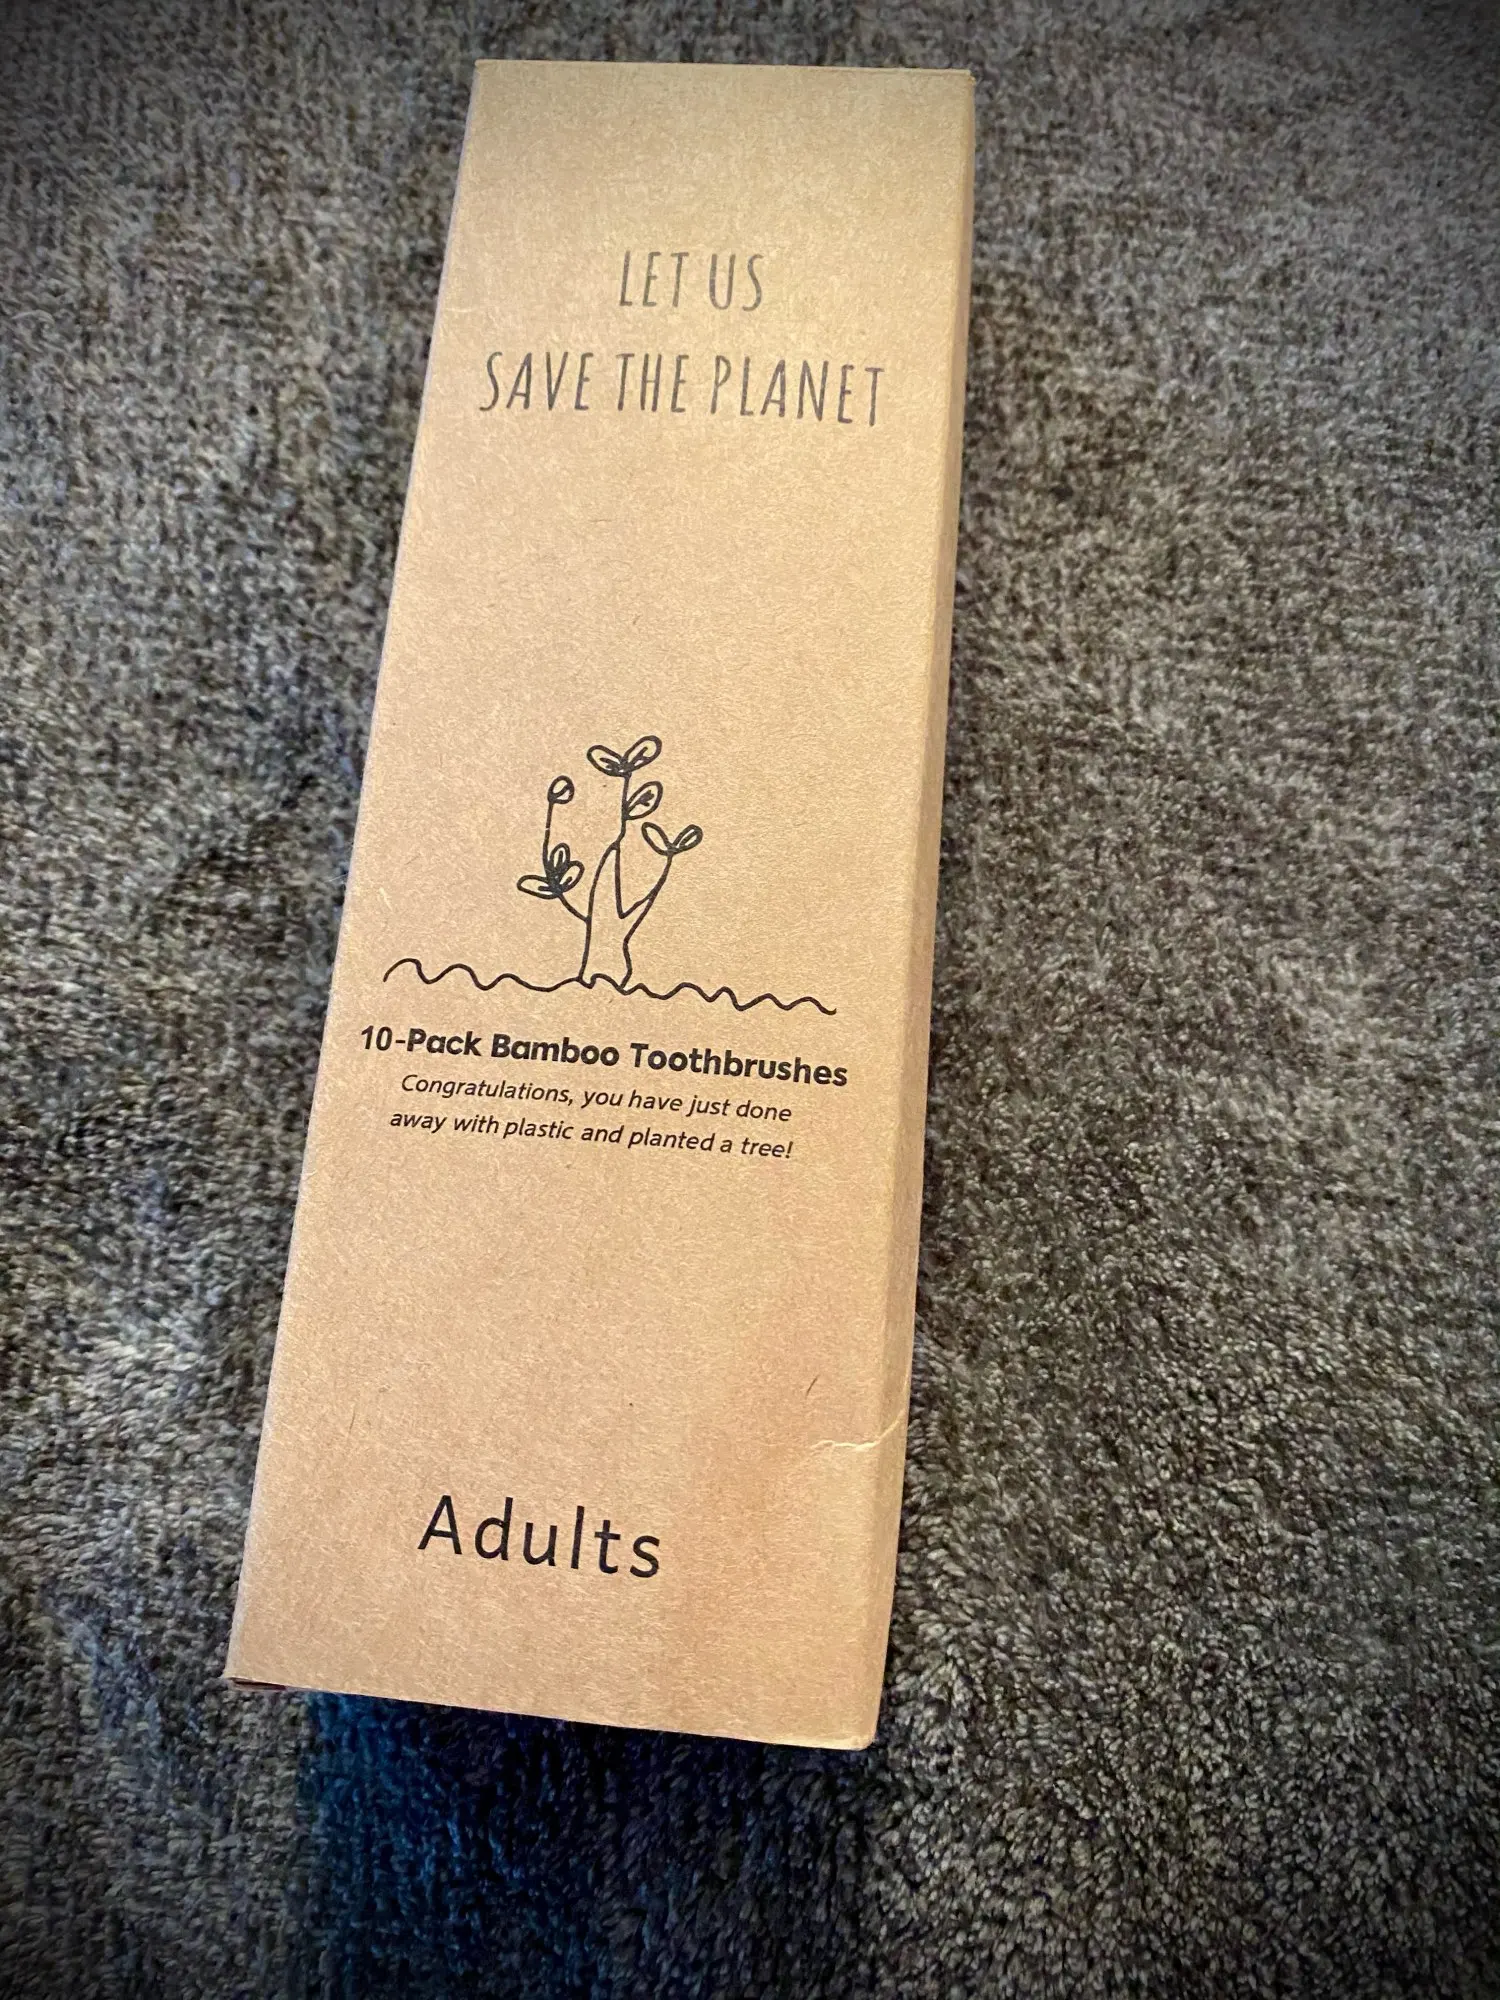 LET US
SAVE THE PLANET
10-Pack Bamboo Toothbrushes
Congratulations, you have just done
away with plastic and planted a tree!
Adults